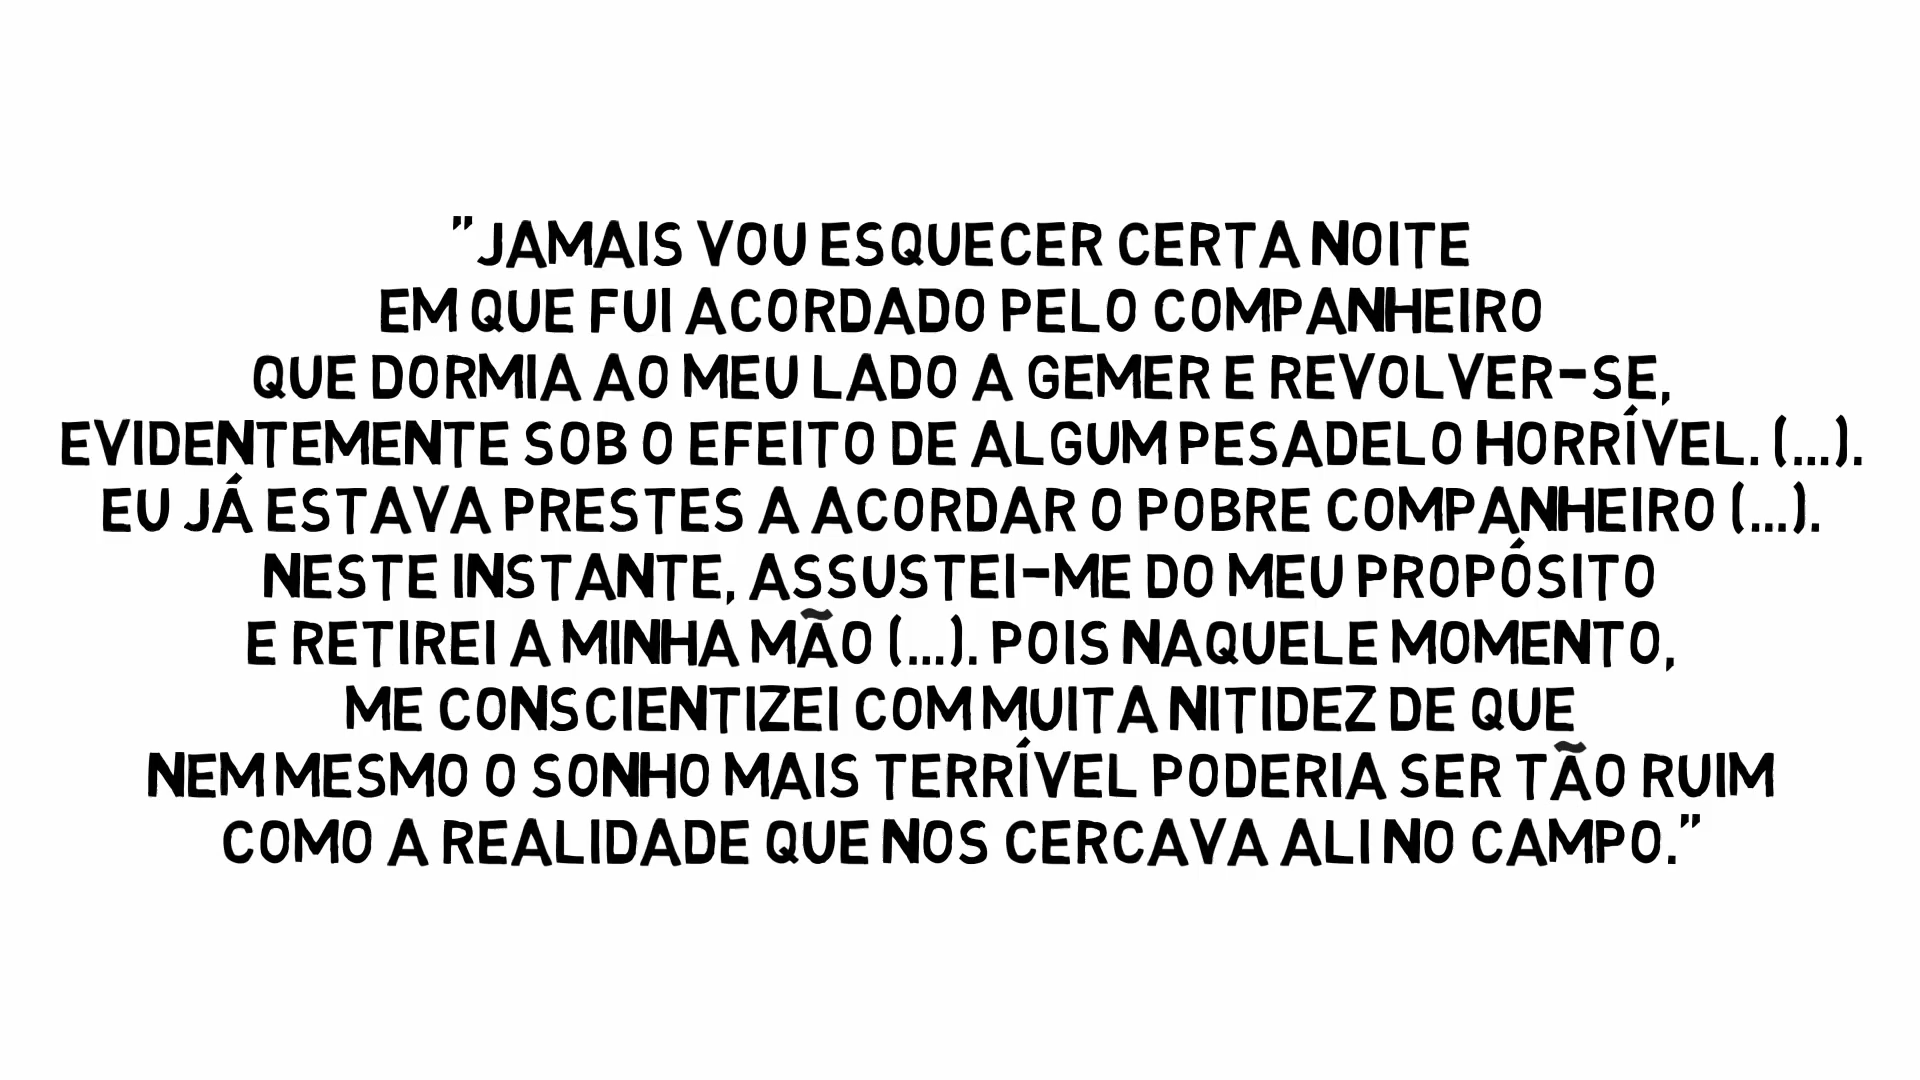 "JAMAIS VOU ESQUECER CERTA NOITE
EM QUE FUI ACORDADO PELO COMPANHEIRO
QUE DORMIA AO MEU LADO A GEMER E REVOLVER-SE,
EVIDENTEMENTE SOB O EFEITO DE ALGUM PESADELO HORRÍVEL. (...).
EU JÁ ESTAVA PRESTES A ACORDAR O POBRE COMPANHEIRO (...).
NESTE INSTANTE, ASSUSTEI-ME DO MEU PROPÓSITO
E RETIREI A MINHA MÃO (...). POIS NAQUELE MOMENTO,
ME CONSCIENTIZEI COM MUITA NITIDEZ DE QUE
NEM MESMO O SONHO MAIS TERRÍVEL PODERIA SER TÃO RUIM
COMO A REALIDADE QUE NOS CERCAVA ALI NO CAMPO."